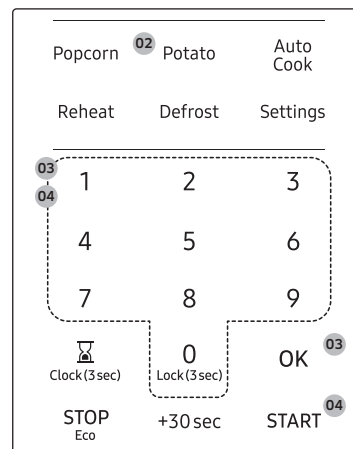 Popcorn 02 Potato Auto
Cook
Reheat Defrost Settings
03
1 2 3
04
4 5 6
7 8 9
0 OK 03
Clock(3 sec) Lock(3 sec)
STOP +30 sec START 04
Eco